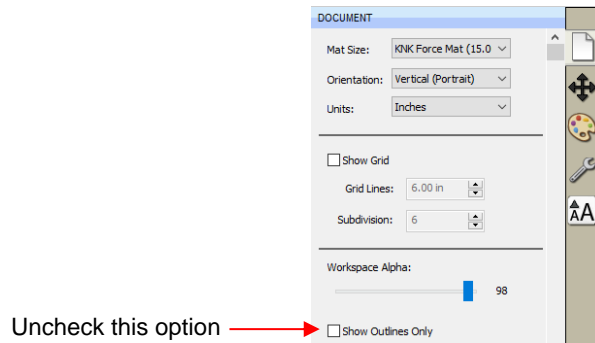 DOCUMENT
Mat Size: KNK Force Mat (15.0
Orientation: Vertical (Portrait)
Units: Inches
Show Grid
Grid Lines: 6.00 in
Subdivision: 6
Workspace Alpha:
98
Uncheck this option
Show Outlines Only
AA